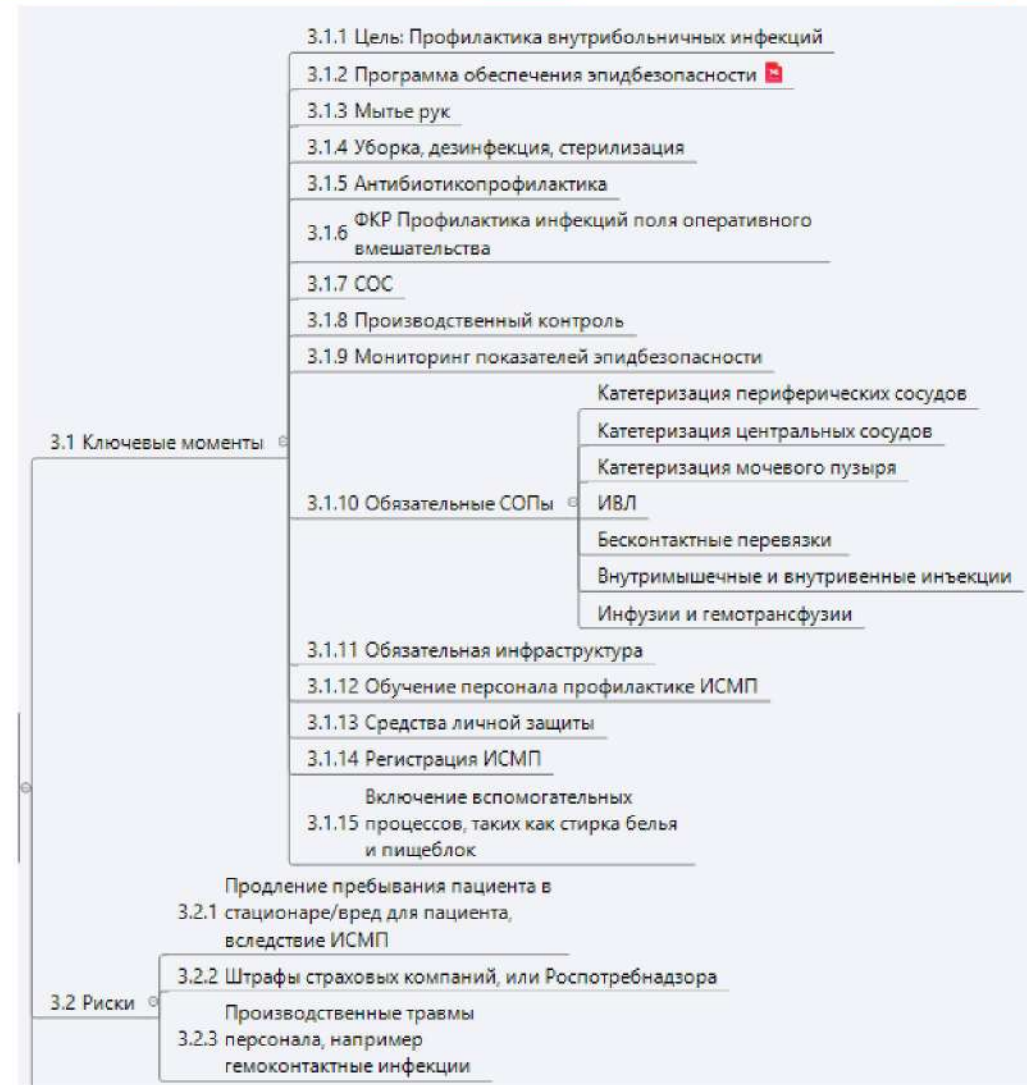 3.1.1 Цель: Профилактика внутрибольничных инфекций
3.1.2 Программа обеспечения эпидбезопасности
3.1.3 Мытье рук
3.1.4 Уборка, дезинфекция, стерилизация
3.1.5 Антибиотикопрофилактика
3.1.6 ФКР Профилактика инфекций поля оперативного
вмешательства
3.1.7 СОС
3.1.8 Производственный контроль
3.1.9 Мониторинг показателей эпидбезопасности
3.1 Ключевые моменты
3.1.10 Обязательные СОПы
Катетеризация периферических сосудов
Катетеризация центральных сосудов
Катетеризация мочевого пузыря
ИВЛ
Бесконтактные перевязки
Внутримышечные и внутривенные инъекции
Инфузии и гемотрансфузии
3.1.11 Обязательная инфраструктура
3.1.12 Обучение персонала профилактике ИСМП
3.1.13 Средства личной защиты
3.1.14 Регистрация ИСМП
Включение вспомогательных
3.1.15 процессов, таких как стирка белья
и пищеблок
Продление пребывания пациента в
3.2.1 стационаре/вред для пациента,
вследствие ИСМП
3.2.2 Штрафы страховых компаний, или Роспотребнадзора
3.2 Риски
Производственные травмы
3.2.3 персонала, например
гемоконтактные инфекции